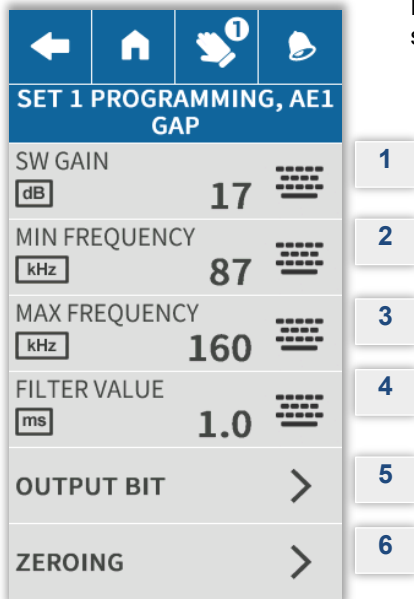 1
SET 1 PROGRAMMING, AE1
GAP
SW GAIN
dB
17
1
MIN FREQUENCY
kHz
87
2
MAX FREQUENCY
kHz
160
3
FILTER VALUE
ms
1.0
4
OUTPUT BIT
5
ZEROING
6